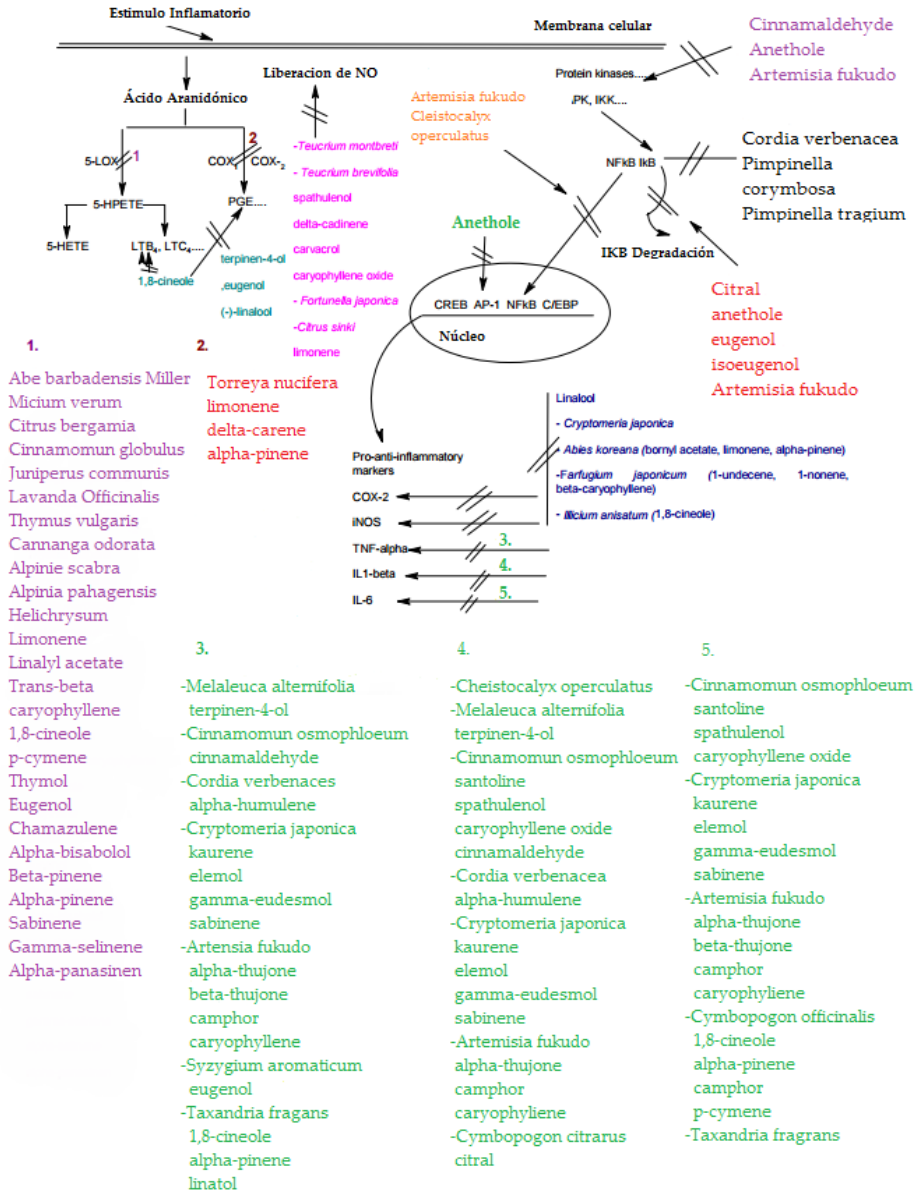 Estimulo Inflamatorio
Membrana celular
Cinnamaldehyde
Anethole
Artemisia fukudo
Liberacion de NO
Protein kinases....
Ácido Aranidónico
Artemisia fukudo
Cleistocalyx
operculatus
PK, IKK....
5-LOX
1
2
COX1 COX-2
-Teucrium montbreti
- Teucrium brevifolia
spathulenol
delta-cadinene
carvacrol
caryophyllene oxide
- Fortunella japonica
-Citrus sinki
limonene
NFkB IkB
Cordia verbenacea
Pimpinella
corymbosa
Pimpinella tragium
5-HPETE
PGE....
5-HETE
LTB4, LTC4....
1,8-cineole
terpinen-4-ol
,eugenol
(-)-linalool
Anethole
IKB Degradación
CREB AP-1 NFkB C/EBP
Núcleo
Citral
anethole
eugenol
isoeugenol
Artemisia fukudo
1.
Abe barbadensis Miller
Micium verum
Citrus bergamia
Cinnamomun globulus
Juniperus communis
Lavanda Officinalis
Thymus vulgaris
Cannanga odorata
Alpinie scabra
Alpinia pahagensis
Helichrysum
Limonene
Linalyl acetate
Trans-beta
caryophyllene
1,8-cineole
p-cymene
Thymol
Eugenol
Chamazulene
Alpha-bisabolol
Beta-pinene
Alpha-pinene
Sabinene
Gamma-selinene
Alpha-panasinen
2.
Torreya nucifera
limonene
delta-carene
alpha-pinene
Pro-anti-inflammatory
markers
COX-2
iNOS
TNF-alpha
3.
IL1-beta
4.
IL-6
5.
Linalool
- Cryptomeria japonica
- Abies koreana (bornyl acetate, limonene, alpha-pinene)
-Farfugium japonicum (1-undecene, 1-nonene,
beta-caryophyllene)
- Illicium anisatum (1,8-cineole)
3.
-Melaleuca alternifolia
terpinen-4-ol
-Cinnamomun osmophloeum
cinnamaldehyde
-Cordia verbenaces
alpha-humulene
-Cryptomeria japonica
kaurene
elemol
gamma-eudesmol
sabinene
-Artensia fukudo
alpha-thujone
beta-thujone
camphor
caryophyllene
-Syzygium aromaticum
eugenol
-Taxandria fragans
1,8-cineole
alpha-pinene
linatol
4.
-Cheistocalyx operculatus
-Melaleuca alternifolia
terpinen-4-ol
-Cinnamomun osmophloeum
santoline
spathulenol
caryophyllene oxide
cinnamaldehyde
-Cordia verbenacea
alpha-humulene
-Cryptomeria japonica
kaurene
elemol
gamma-eudesmol
sabinene
-Artemisia fukudo
alpha-thujone
camphor
caryophyliene
-Cymbopogon citrarus
citral
5.
-Cinnamomun osmophloeum
santoline
spathulenol
caryophyllene oxide
-Cryptomeria japonica
kaurene
elemol
gamma-eudesmol
sabinene
-Artemisia fukudo
alpha-thujone
beta-thujone
camphor
caryophyliene
-Cymbopogon officinalis
1,8-cineole
alpha-pinene
camphor
p-cymene
-Taxandria fragrans